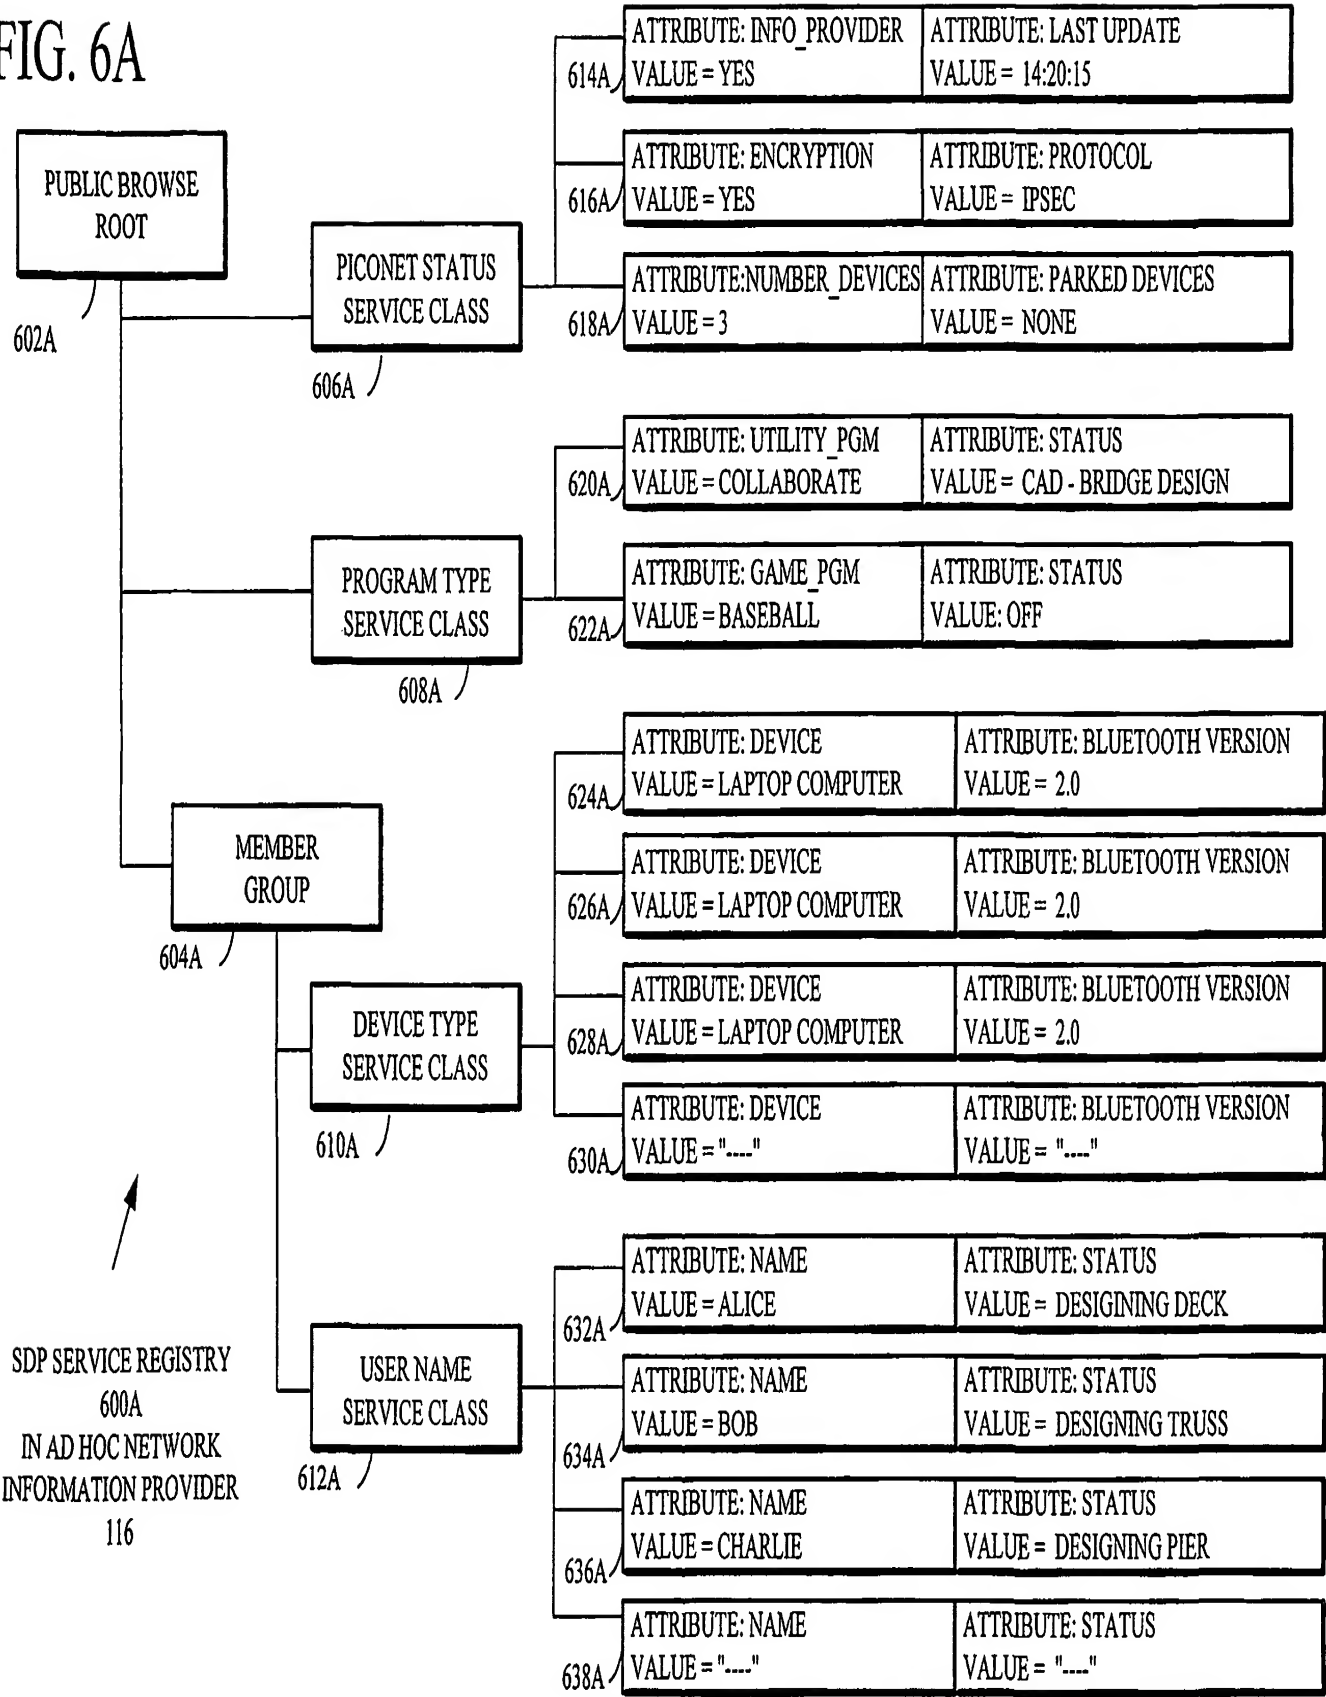 FIG. 6A
PUBLIC BROWSE
ROOT
602A
PICONET STATUS
SERVICE CLASS
606A
ATTRIBUTE: INFO_PROVIDER
VALUE = YES
ATTRIBUTE: LAST UPDATE
VALUE = 14:20:15
614A
ATTRIBUTE: ENCRYPTION
VALUE = YES
ATTRIBUTE: PROTOCOL
VALUE = IPSEC
616A
ATTRIBUTE:NUMBER_DEVICES
VALUE = 3
ATTRIBUTE: PARKED DEVICES
VALUE = NONE
618A
PROGRAM TYPE
SERVICE CLASS
608A
ATTRIBUTE: UTILITY_PGM
VALUE = COLLABORATE
ATTRIBUTE: STATUS
VALUE = CAD - BRIDGE DESIGN
620A
ATTRIBUTE: GAME_PGM
VALUE = BASEBALL
ATTRIBUTE: STATUS
VALUE: OFF
622A
MEMBER
GROUP
604A
DEVICE TYPE
SERVICE CLASS
610A
ATTRIBUTE: DEVICE
VALUE = LAPTOP COMPUTER
ATTRIBUTE: BLUETOOTH VERSION
VALUE = 2.0
624A
ATTRIBUTE: DEVICE
VALUE = LAPTOP COMPUTER
ATTRIBUTE: BLUETOOTH VERSION
VALUE = 2.0
626A
ATTRIBUTE: DEVICE
VALUE = LAPTOP COMPUTER
ATTRIBUTE: BLUETOOTH VERSION
VALUE = 2.0
628A
ATTRIBUTE: DEVICE
VALUE = "----"
ATTRIBUTE: BLUETOOTH VERSION
VALUE = "----"
630A
USER NAME
SERVICE CLASS
612A
ATTRIBUTE: NAME
VALUE = ALICE
ATTRIBUTE: STATUS
VALUE = DESIGINING DECK
632A
ATTRIBUTE: NAME
VALUE = BOB
ATTRIBUTE: STATUS
VALUE = DESIGNING TRUSS
634A
ATTRIBUTE: NAME
VALUE = CHARLIE
ATTRIBUTE: STATUS
VALUE = DESIGNING PIER
636A
ATTRIBUTE: NAME
VALUE = "----"
ATTRIBUTE: STATUS
VALUE = "----"
638A
SDP SERVICE REGISTRY
600A
IN AD HOC NETWORK
INFORMATION PROVIDER
116